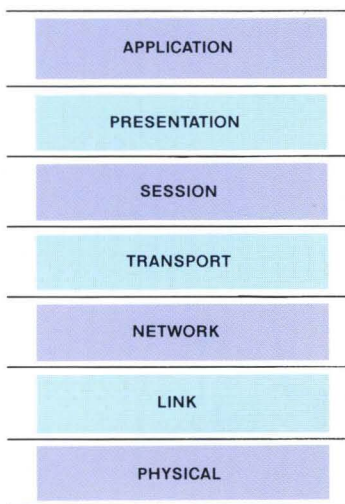 APPLICATION
PRESENTATION
SESSION
TRANSPORT
NETWORK
LINK
PHYSICAL